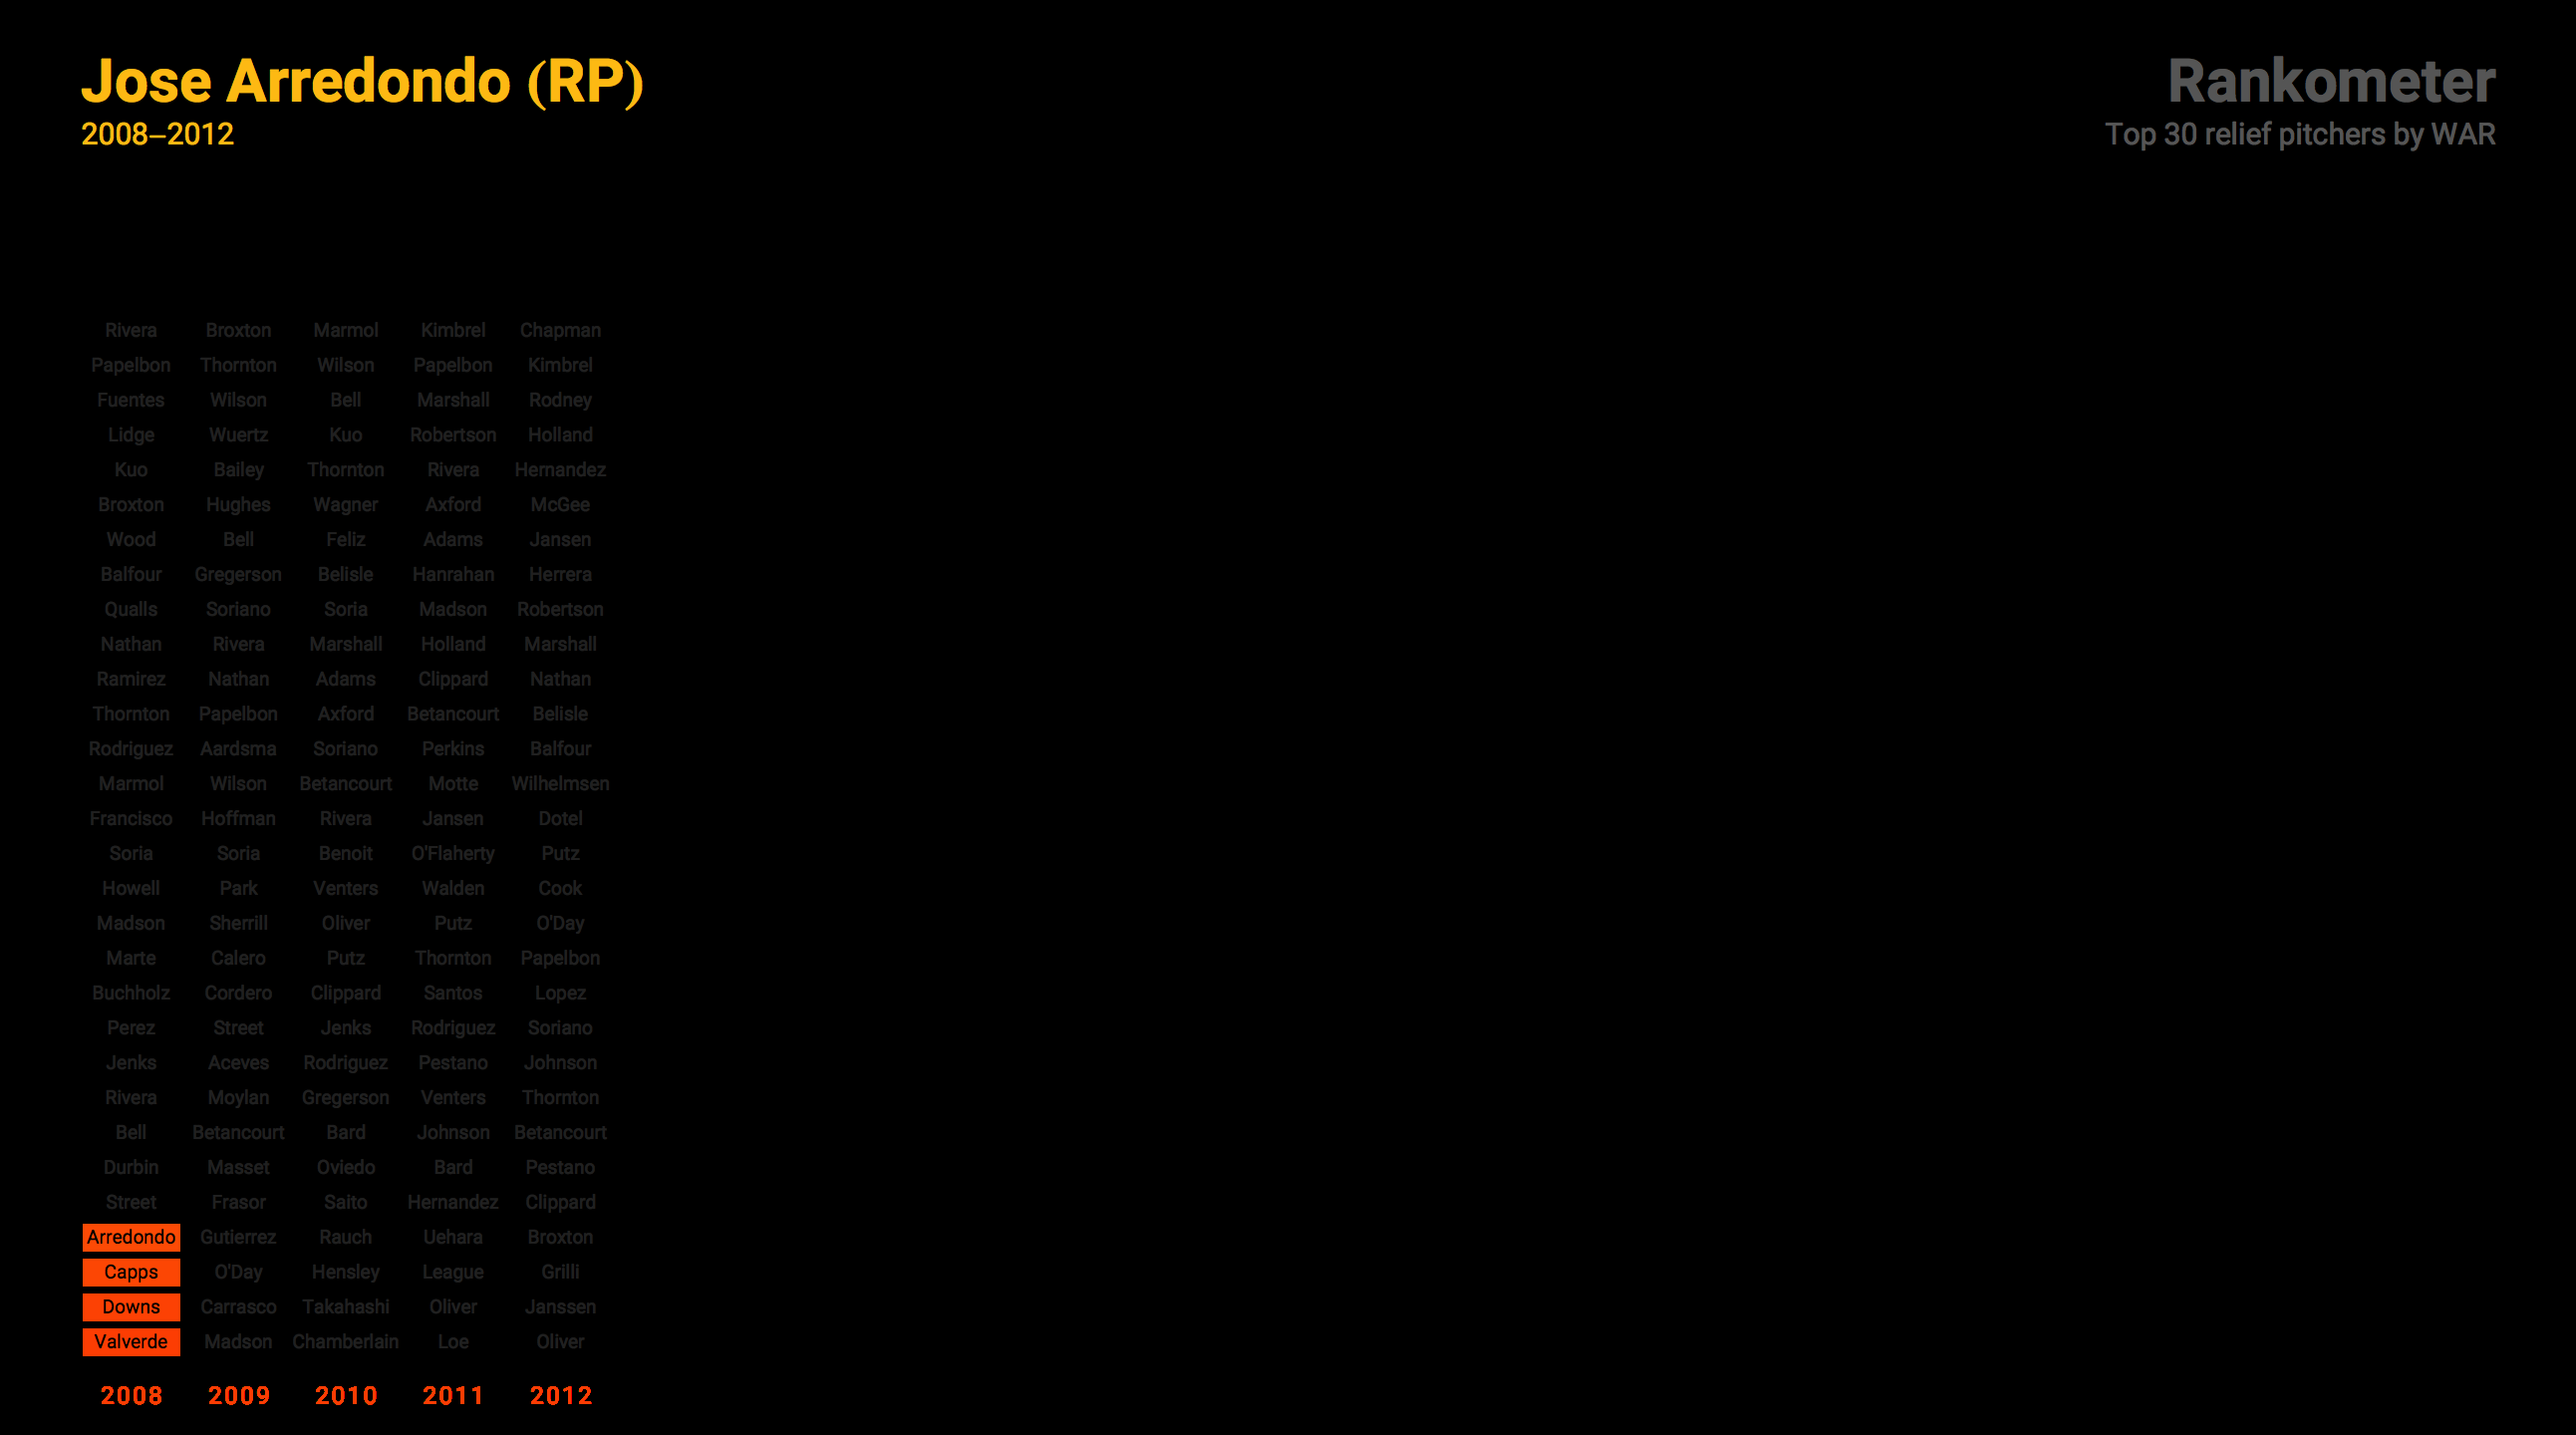 Jose Arredondo (RP)
2008–2012
Rankometer
Top 30 relief pitchers by WAR
Rivera Broxton Marmol Kimbrel Chapman
Papelbon Thornton Wilson Papelbon Kimbrel
Fuentes Wilson Bell Marshall Rodney
Lidge Wuertz Kuo Robertson Holland
Kuo Bailey Thornton Rivera Hernandez
Broxton Hughes Wagner Axford McGee
Wood Bell Feliz Adams Jansen
Balfour Gregerson Belisle Hanrahan Herrera
Qualls Soriano Soria Madson Robertson
Nathan Rivera Marshall Holland Marshall
Ramirez Nathan Adams Clippard Nathan
Thornton Papelbon Axford Betancourt Belisle
Rodriguez Aardsma Soriano Perkins Balfour
Marmol Wilson Betancourt Motte Wilhelmsen
Francisco Hoffman Rivera Jansen Dotel
Soria Soria Benoit O'Flaherty Putz
Howell Park Venters Walden Cook
Madson Sherrill Oliver Putz O'Day
Marte Calero Putz Thornton Papelbon
Buchholz Cordero Clippard Santos Lopez
Perez Street Jenks Rodriguez Soriano
Jenks Aceves Rodriguez Pestano Johnson
Rivera Moylan Gregerson Venters Thornton
Bell Betancourt Bard Johnson Betancourt
Durbin Masset Oviedo Bard Pestano
Street Frasor Saito Hernandez Clippard
Arredondo Gutierrez Rauch Uehara Broxton
Capps O'Day Hensley League Grilli
Downs Carrasco Takahashi Oliver Janssen
Valverde Madson Chamberlain Loe Oliver
2008 2009 2010 2011 2012